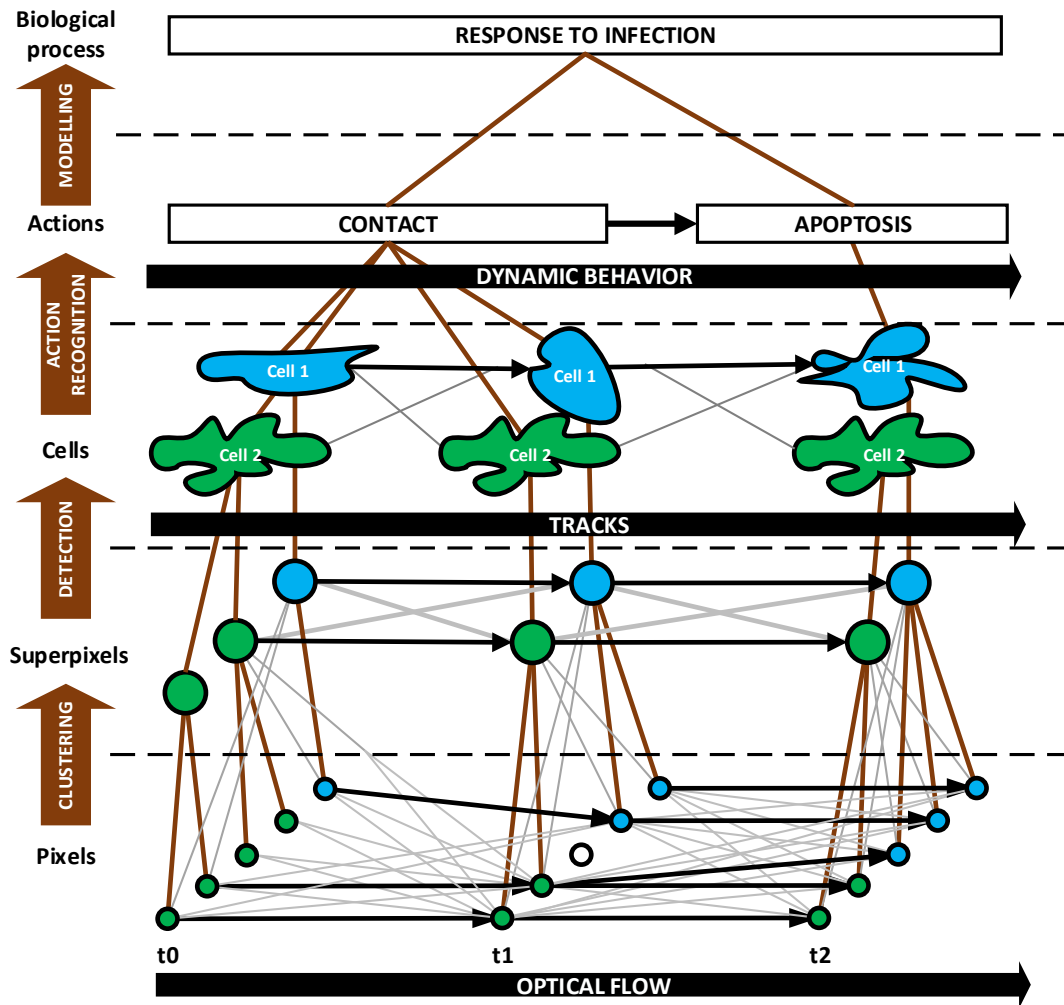 Biological
process
RESPONSE TO INFECTION
MODELLING
Actions
CONTACT
APOPTOSIS
DYNAMIC BEHAVIOR
ACTION
RECOGNITION
Cell 1
Cell 1
Cell 1
Cells
Cell 2
Cell 2
Cell 2
TRACKS
DETECTION
Superpixels
CLUSTERING
Pixels
t0
t1
t2
OPTICAL FLOW